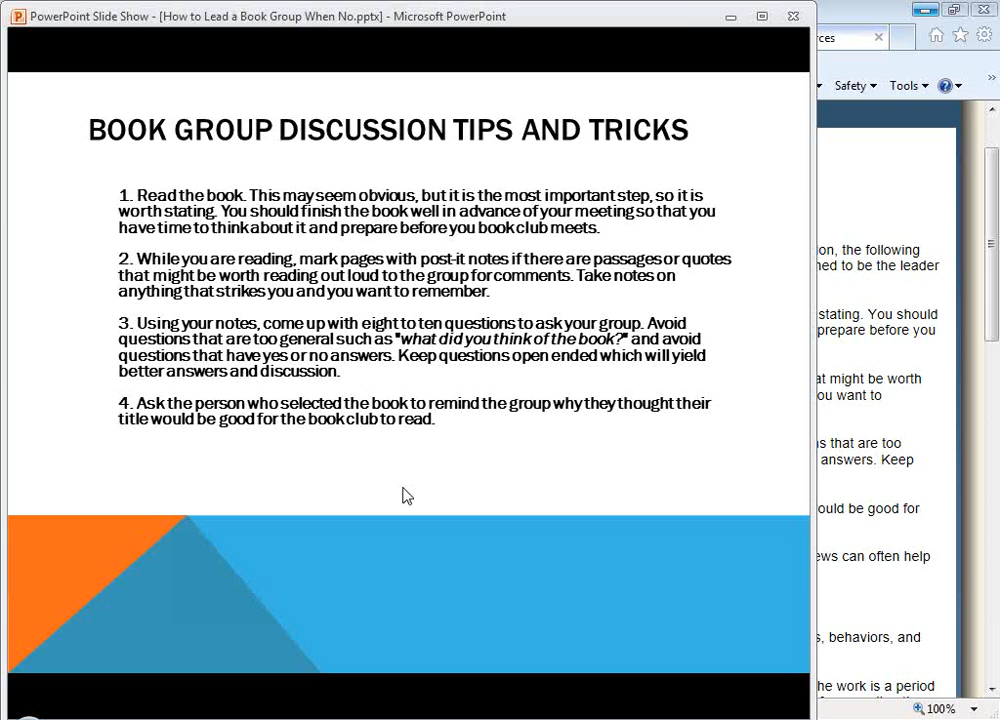 PowerPoint Slide Show - [How to Lead a Book Group When No.pptx] - Microsoft PowerPoint
rces
Safety
Tools
BOOK GROUP DISCUSSION TIPS AND TRICKS
1. Read the book. This may seem obvious, but it is the most important step, so it is
worth stating. You should finish the book well in advance of your meeting so that you
have time to think about it and prepare before you book club meets.
2. While you are reading, mark pages with post-it notes if there are passages or quotes
that might be worth reading out loud to the group for comments. Take notes on
anything that strikes you and you want to remember.
3. Using your notes, come up with eight to ten questions to ask your group. Avoid
questions that are too general such as "what did you think of the book?" and avoid
questions that have yes or no answers. Keep questions open ended which will yield
better answers and discussion.
4. Ask the person who selected the book to remind the group why they thought their
title would be good for the book club to read.
on, the following
ned to be the leader
stating. You should
prepare before you
at might be worth
ou want to
s that are too
answers. Keep
ould be good for
ews can often help
s, behaviors, and
he work is a period
100%